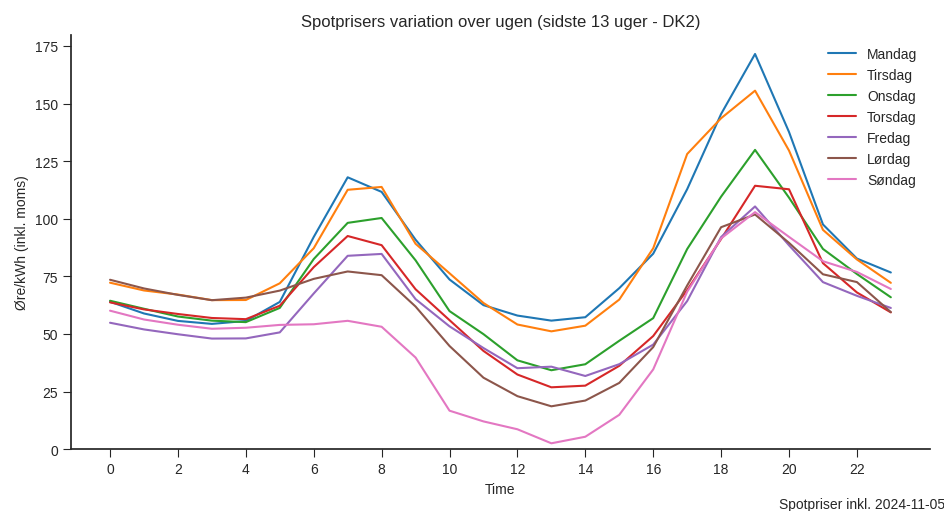 Spotprisers variation over ugen (sidste 13 uger - DK2)
Øre/kWh (inkl. moms)
175
150
125
100
75
50
25
0
Mandag
Tirsdag
Onsdag
Torsdag
Fredag
Lørdag
Søndag
0 2 4 6 8 10 12 14 16 18 20 22
Time
Spotpriser inkl. 2024-11-05